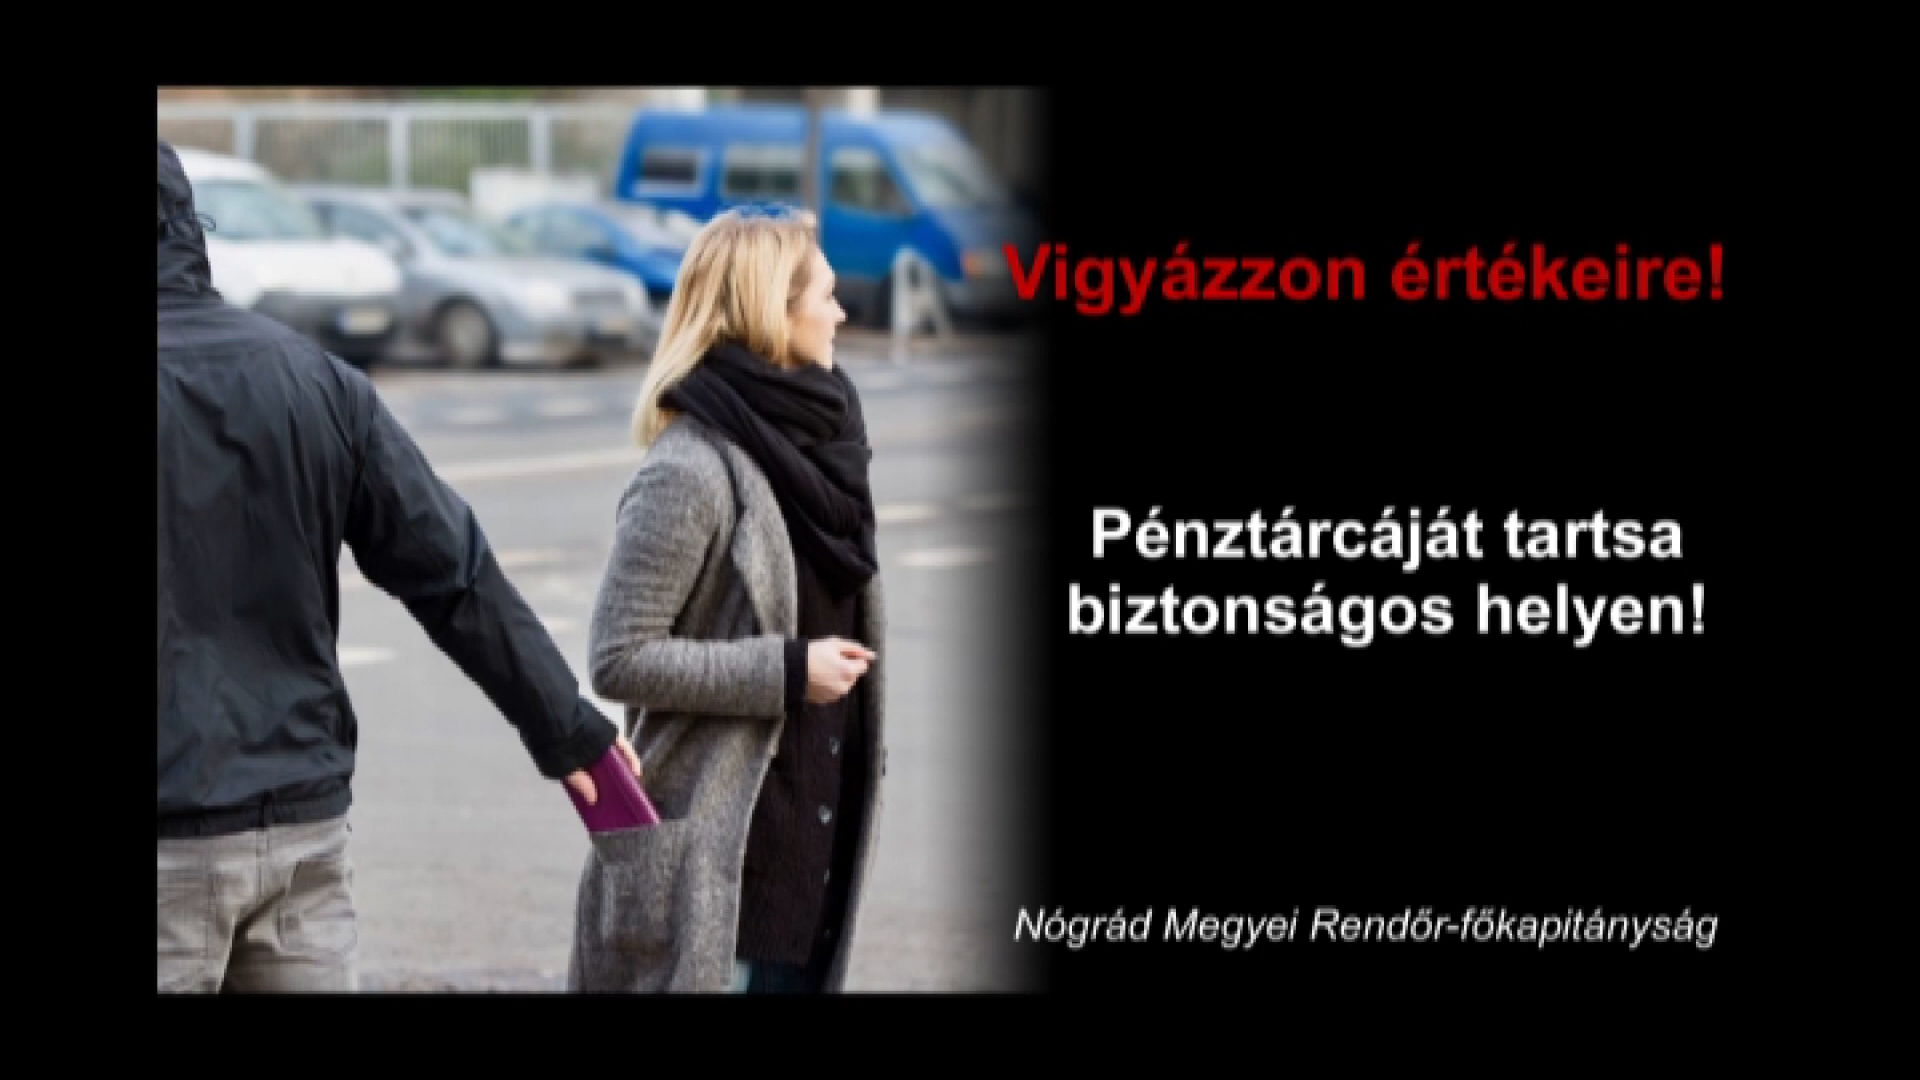 Vigyázzon értékeire!
Pénztárcáját tartsa
biztonságos helyen!
Nógrád Megyei Rendőr-főkapitányság